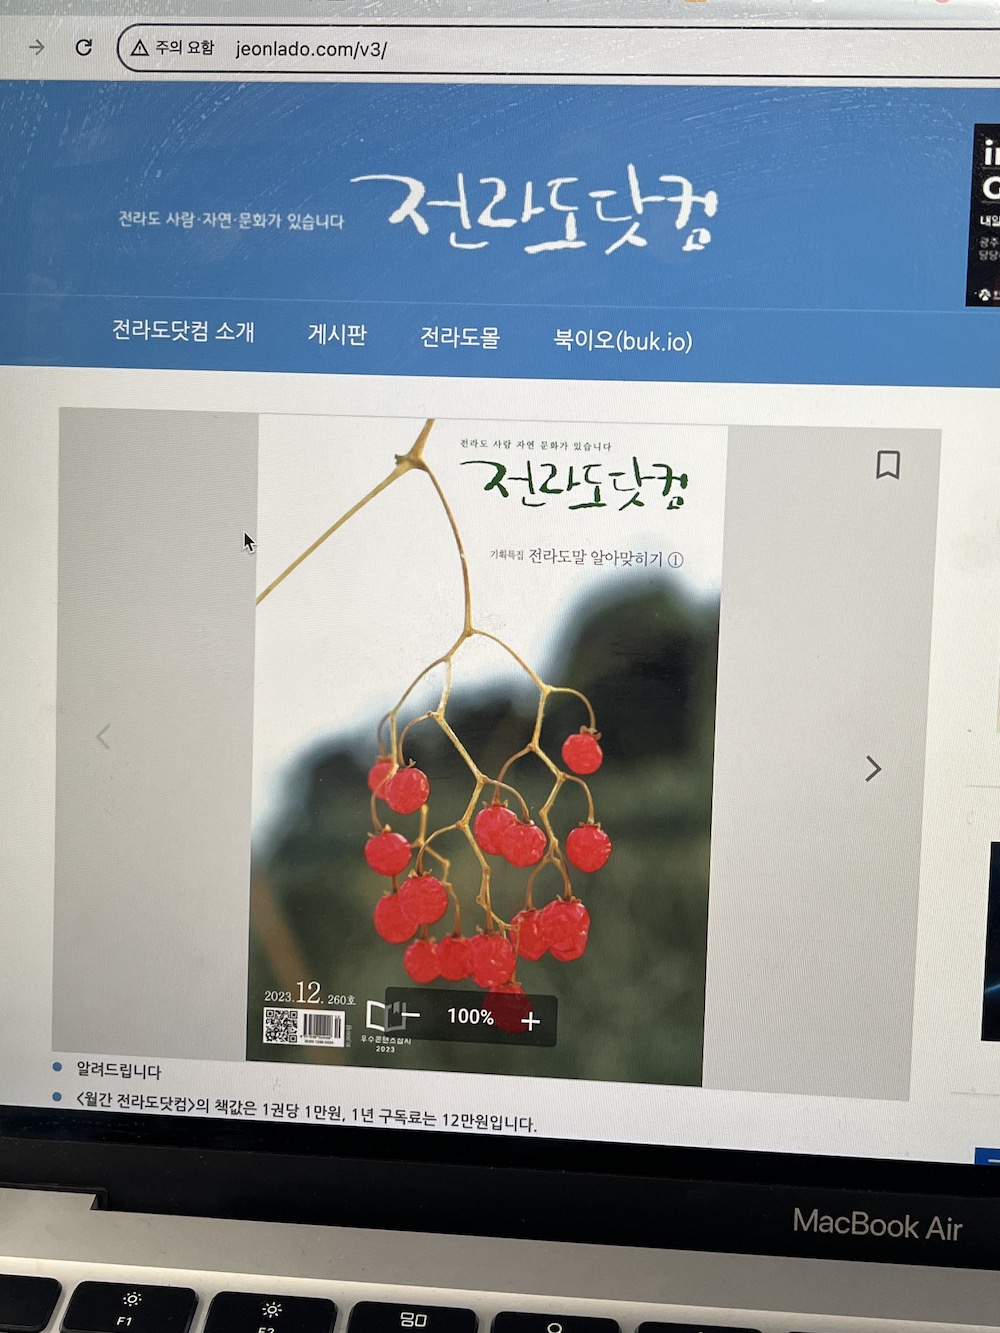 주의 요함 jeonlado.com/v3/
전라도 사람·자연·문화가 있습니다
전라도닷컴
전라도닷컴 소개 게시판 전라도몰 북이오(buk.io)
전라도 사람 자연 문화가 있습니다
전라도닷컴
기획특집 전라도말 알아맞히기 ①
2023.12. 260호
우수콘텐츠잡지
2023
100%
알려드립니다
<월간 전라도닷컴>의 책값은 1권당 1만원, 1년 구독료는 12만원입니다.
MacBook Air
F1
F2